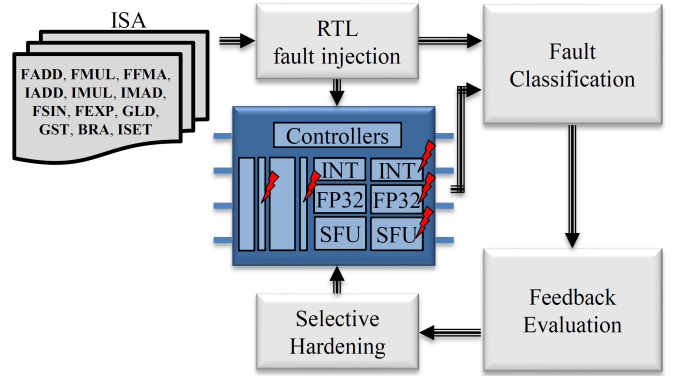 ISA
FADD, FMUL, FFMA,
IADD, IMUL, IMAD,
FSIN, FEXP, GLD,
GST, BRA, ISET
RTL
fault injection
Fault
Classification
Controllers
INT INT
FP32 FP32
SFU SFU
Selective
Hardening
Feedback
Evaluation